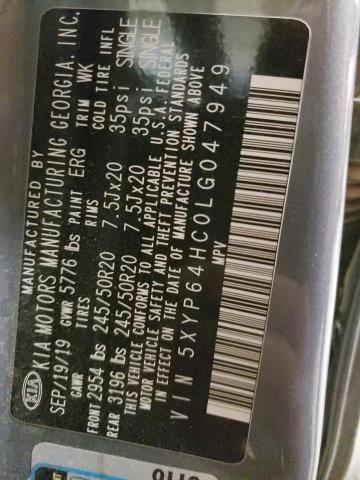 MANUFACTURED BY
KIA KIA MOTORS MANUFACTURING GEORGIA, INC.
SEP/19/19 GVWR 5776 lbs PAINT ERG TRIM WK
GAWR TIRES RIMS COLD TIRE INFL
FRONT 2954 lbs 245/50R20 7.5Jx20 35psi SINGLE
REAR 3196 lbs 245/50R20 7.5Jx20 35psi SINGLE
THIS VEHICLE CONFORMS TO ALL APPLICABLE U.S.A. FEDERAL
MOTOR VEHICLE SAFETY AND THEFT PREVENTION STANDARDS
IN EFFECT ON THE DATE OF MANUFACTURE SHOWN ABOVE
VIN 5XYP64HC0LG047949
MPV